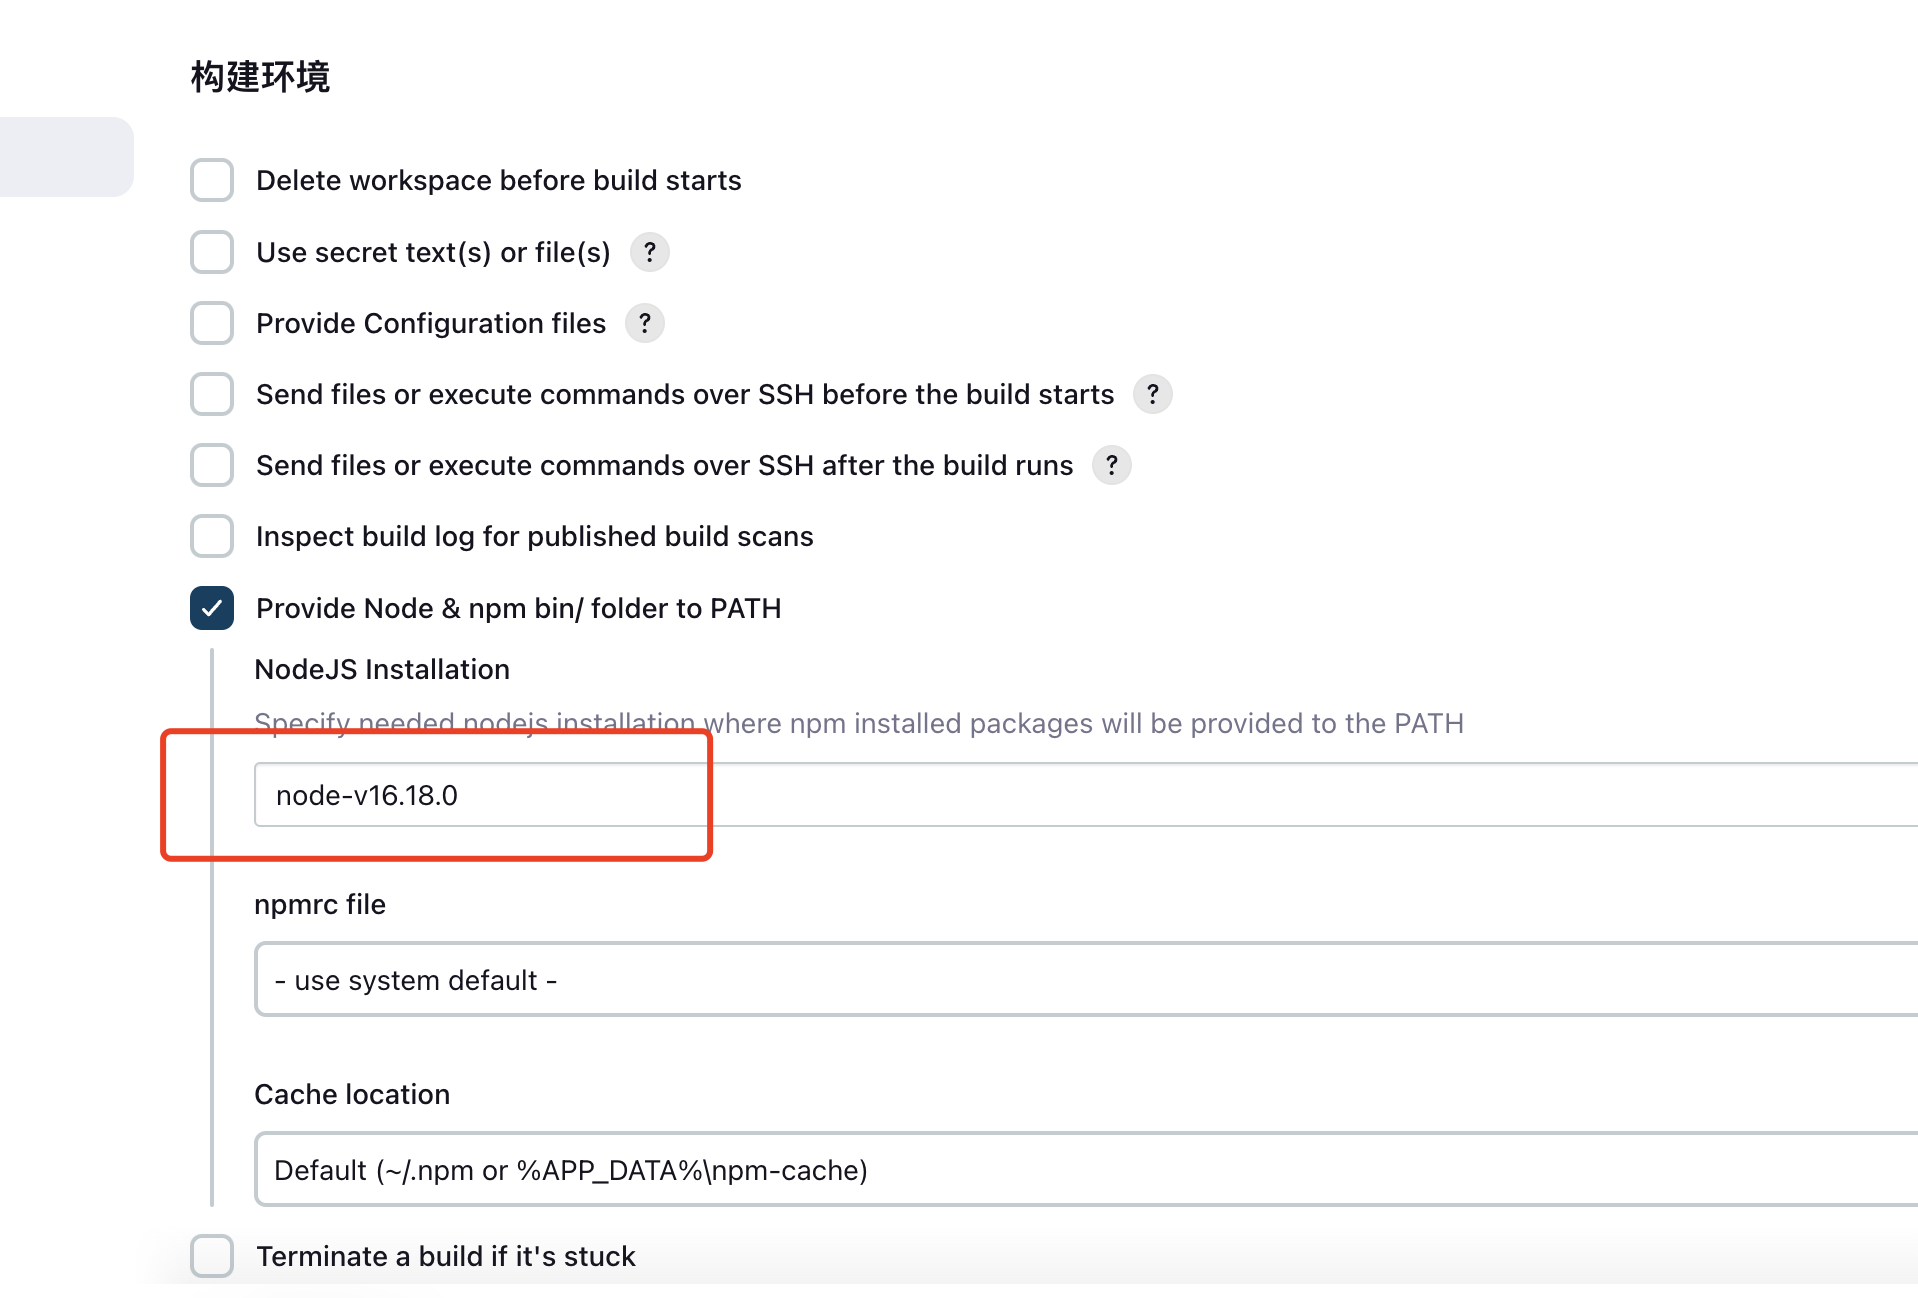 构建环境
Delete workspace before build starts
Use secret text(s) or file(s) ?
Provide Configuration files ?
Send files or execute commands over SSH before the build starts ?
Send files or execute commands over SSH after the build runs ?
Inspect build log for published build scans
Provide Node & npm bin/ folder to PATH
NodeJS Installation
Specify needed nodejs installation where npm installed packages will be provided to the PATH
node-v16.18.0
npmrc file
- use system default -
Cache location
Default (~/.npm or %APP_DATA%\npm-cache)
Terminate a build if it's stuck